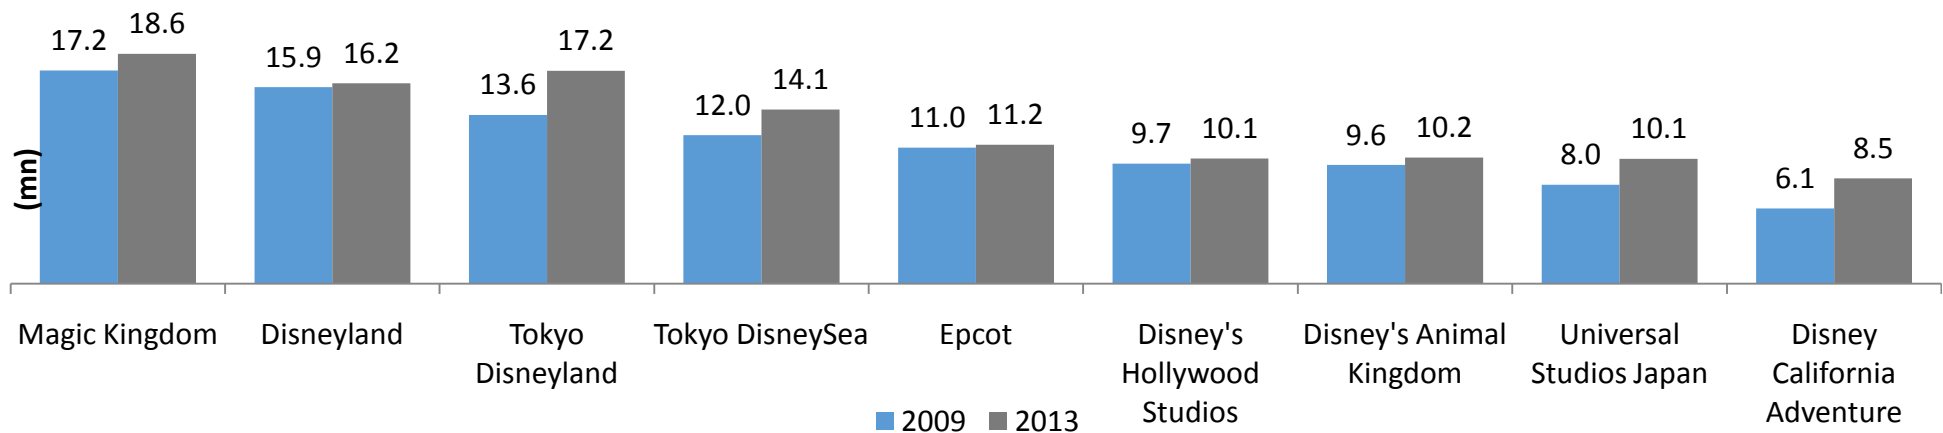 17.2 18.6
15.9 16.2
13.6 17.2
12.0 14.1
11.0 11.2
9.7 10.1
9.6 10.2
8.0 10.1
6.1 8.5
(mn)
Magic Kingdom
Disneyland
Tokyo
Disneyland
Tokyo DisneySea
Epcot
Disney's
Hollywood
Studios
Disney's Animal
Kingdom
Universal
Studios Japan
Disney
California
Adventure
2009 2013